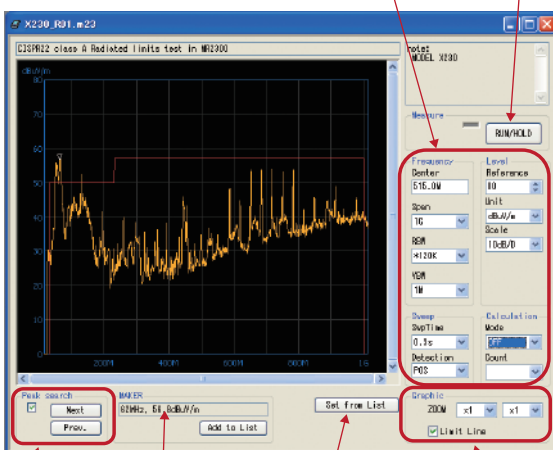 X230_R01.m23
CISPR22 class A Radiated limits test in MR2300
note:
MODEL X230
dBuV/m
80
70
60
50
40
30
20
10
0
200M 400M 600M 800M 1G
Measure
RUN/HOLD
Frequency
Center
515.0M
Span
1G
RBW
*120K
VBW
1M
Level
Reference
80
Unit
dBuV/m
Scale
10dB/D
Sweep
SwpTime
0.3s
Detection
POS
Calculation
Mode
OFF
Count
Peak search
Next
Prev.
MAKER
62MHz,
Add to List
Set from List
Graphic
ZOOM x1 x1
Limit Line